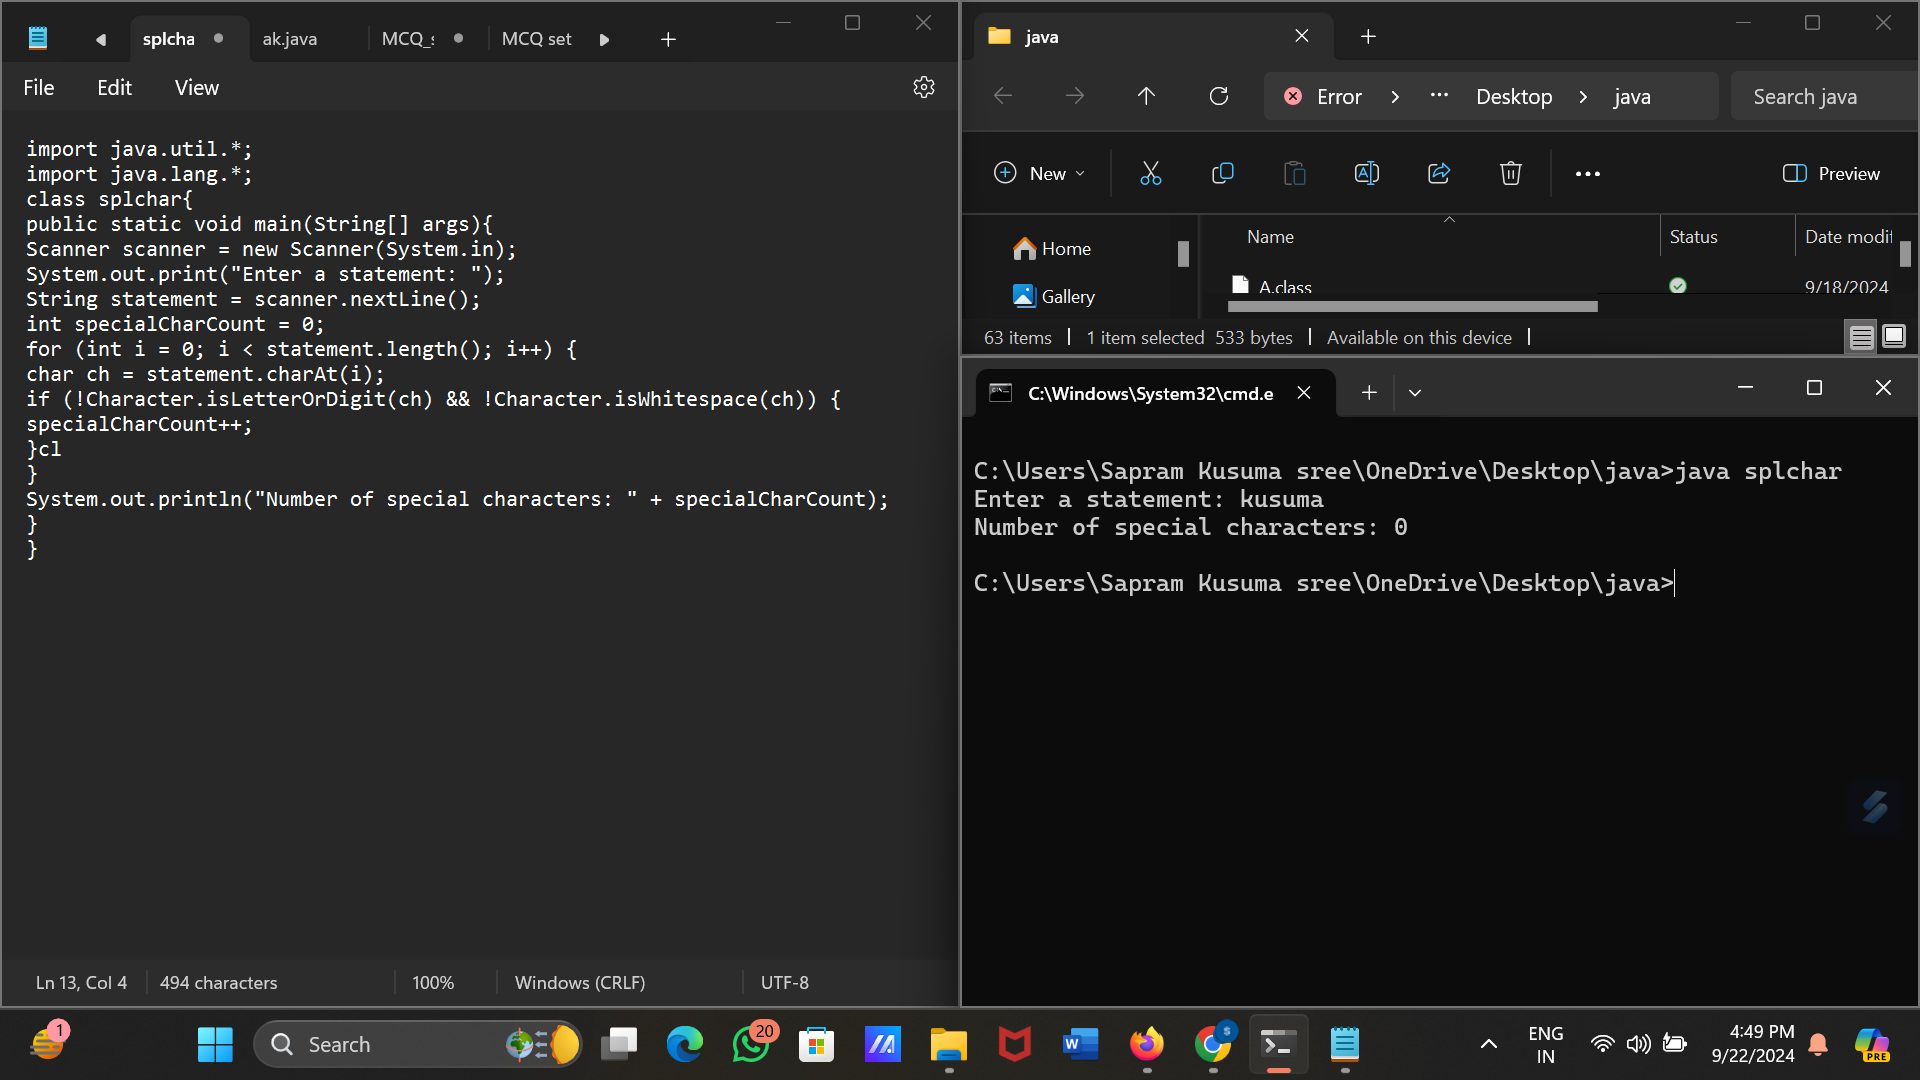 splcha
ak.java
MCQ_s
MCQ set
File
Edit
View
import java.util.*;
import java.lang.*;
class splchar{
public static void main(String[] args){
Scanner scanner = new Scanner(System.in);
System.out.print("Enter a statement: ");
String statement = scanner.nextLine();
int specialCharCount = 0;
for (int i = 0; i < statement.length(); i++) {
char ch = statement.charAt(i);
if (!Character.isLetterOrDigit(ch) && !Character.isWhitespace(ch)) {
specialCharCount++;
}cl
}
System.out.println("Number of special characters: " + specialCharCount);
}
}
Ln 13, Col 4
494 characters
100%
Windows (CRLF)
UTF-8
java
Error
Desktop
java
Search java
New
Preview
Home
Gallery
Name
Status
Date modif
A.class
9/18/2024
63 items
1 item selected 533 bytes
Available on this device
C:\Windows\System32\cmd.e
C:\Users\Sapram Kusuma sree\OneDrive\Desktop\java>java splchar
Enter a statement: kusuma
Number of special characters: 0
C:\Users\Sapram Kusuma sree\OneDrive\Desktop\java>
1
Search
20
W
S
ENG
IN
4:49 PM
9/22/2024
PRE